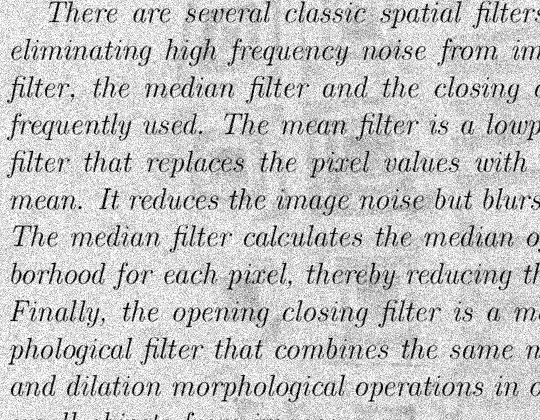 There are several classic spatial filters
eliminating high frequency noise from im
filter, the median filter and the closing
frequently used. The mean filter is a lowp
filter that replaces the pixel values with
mean. It reduces the image noise but blurs
The median filter calculates the median o
borhood for each pixel, thereby reducing th
Finally, the opening closing filter is a m
phological filter that combines the same
and dilation morphological operations in